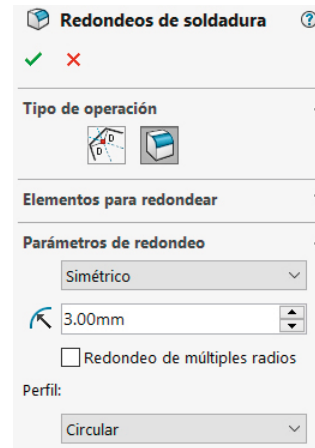 Redondeos de soldadura
Tipo de operación
Elementos para redondear
Parámetros de redondeo
Simétrico
3.00mm
Redondeo de múltiples radios
Perfil:
Circular